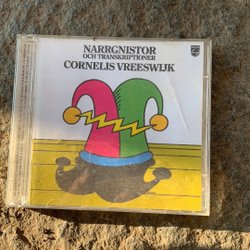 NARRGNISTOR
OCH TRANSKRIPTIONER
CORNELIS VREESWIJK